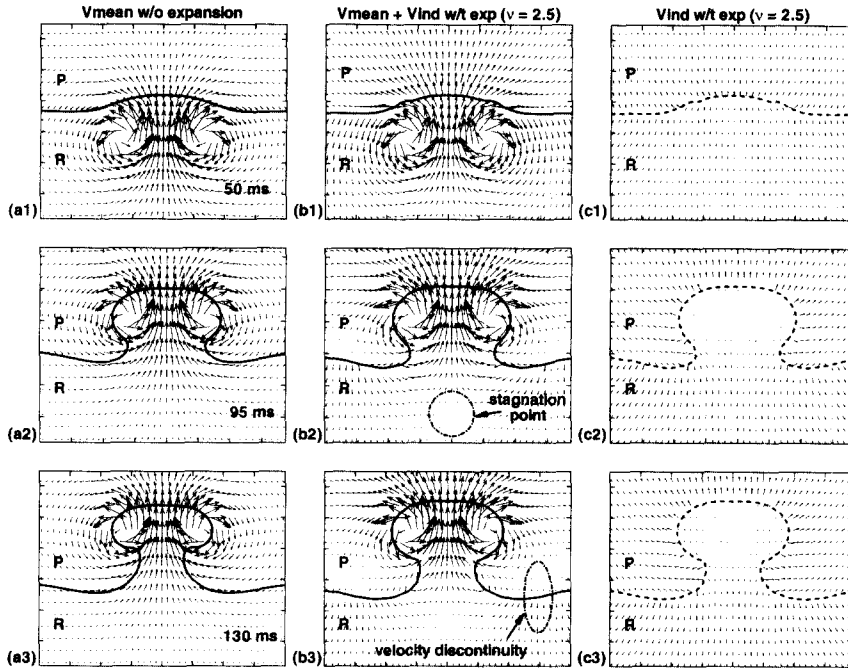 Vmean w/o expansion
Vmean + Vind w/t exp ( ν = 2.5)
Vind w/t exp ( ν = 2.5)
P
R
50 ms
(a1)
P
R
(b1)
P
R
(c1)
P
R
95 ms
(a2)
P
R
stagnation
point
(b2)
P
R
(c2)
P
R
130 ms
(a3)
P
R
velocity discontinuity
(b3)
P
R
(c3)